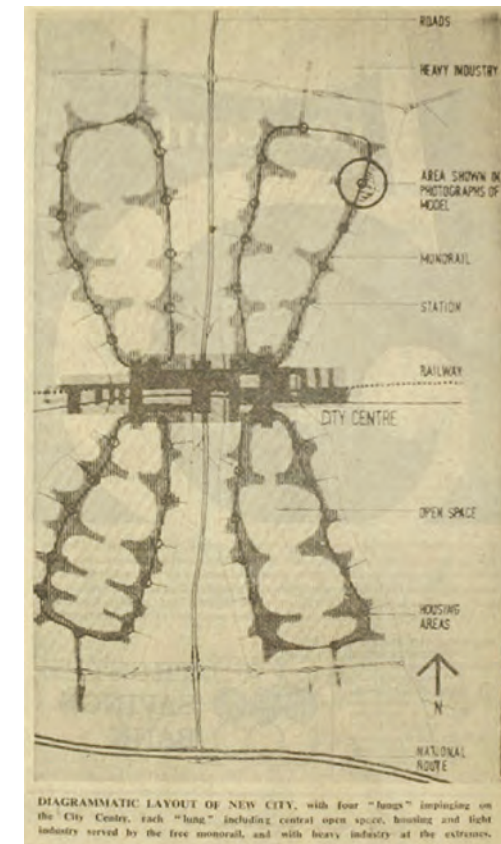 ROADS
HEAVY INDUSTRY
AREA SHOWN IN
PHOTOGRAPHS OF
MODEL
MONORAIL
STATION
RAILWAY
CITY CENTRE
OPEN SPACE
HOUSING
AREAS
N
NATIONAL
ROUTE
DIAGRAMMATIC LAYOUT OF NEW CITY, with four "lungs" impinging on
the City Centre, each "lung" including central open space, housing and light
industry served by the free monorail, and with heavy industry at the extremes.